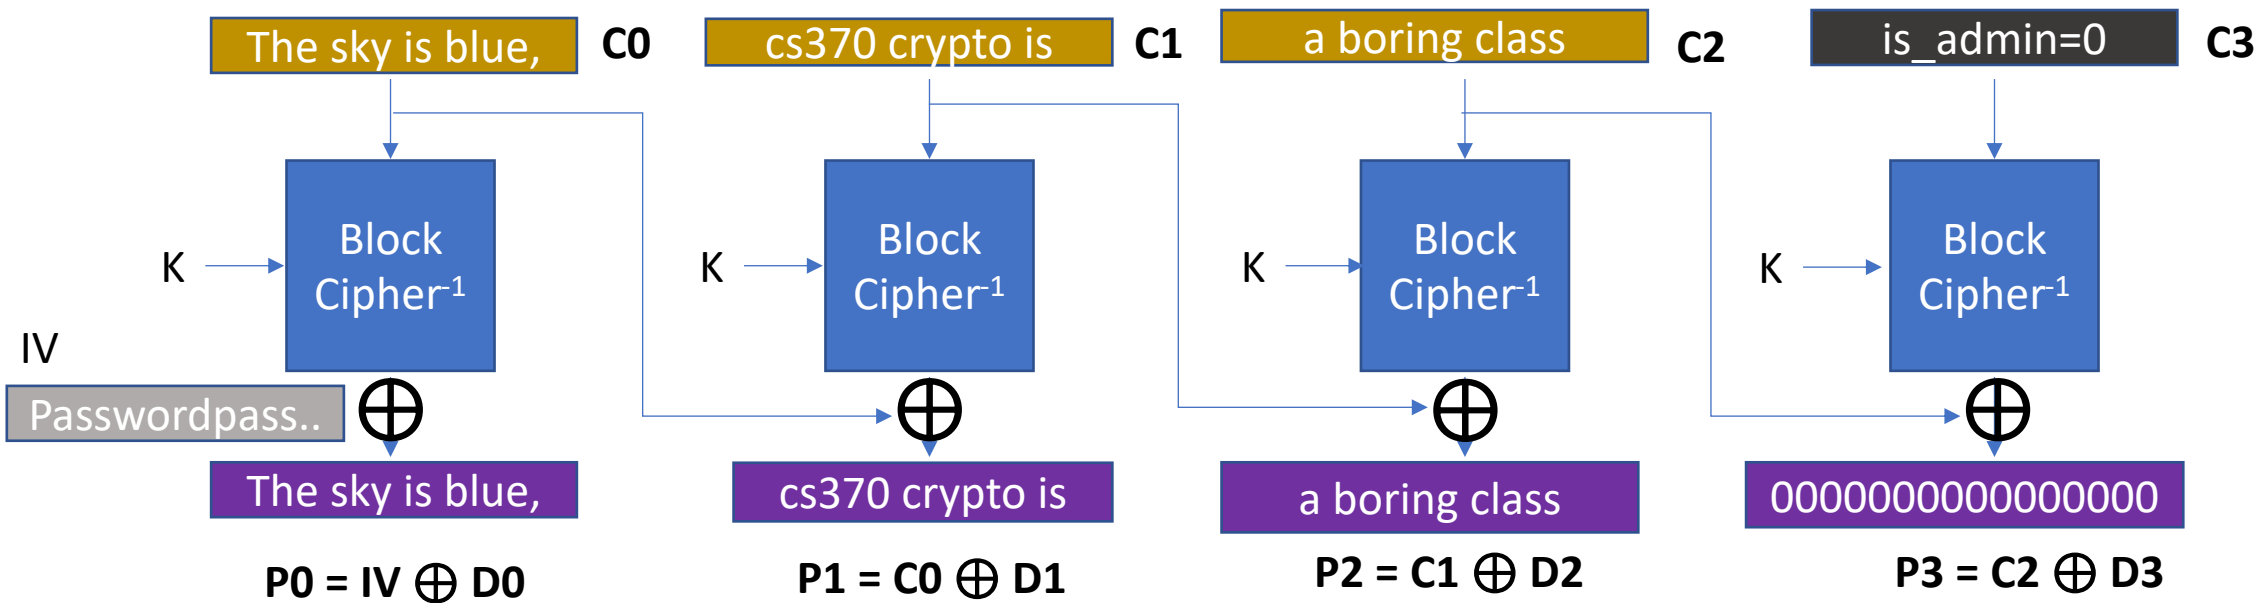 The sky is blue,
C0
cs370 crypto is
C1
a boring class
C2
is_admin=0
C3
K
Block
Cipher-1
K
Block
Cipher-1
K
Block
Cipher-1
K
Block
Cipher-1
IV
Passwordpass..
The sky is blue,
cs370 crypto is
a boring class
0000000000000000
P0 = IV ⊕ D0
P1 = C0 ⊕ D1
P2 = C1 ⊕ D2
P3 = C2 ⊕ D3